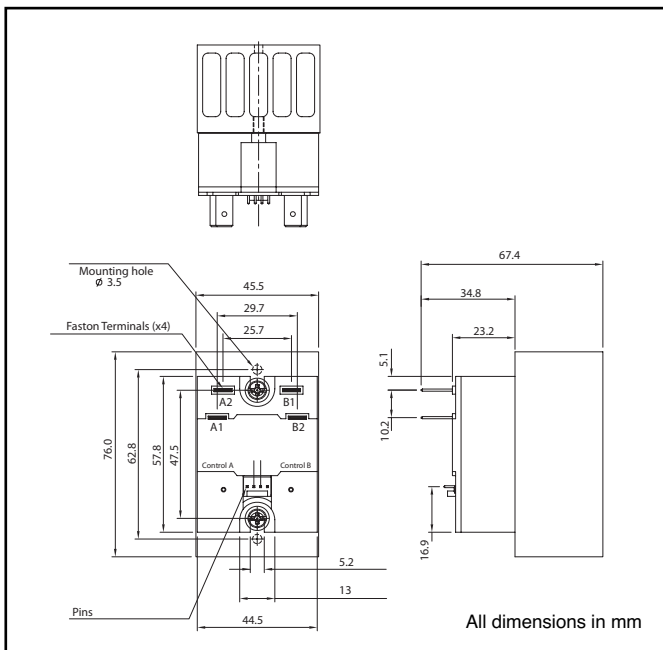 Mounting hole
ø 3.5
45.5
29.7
Faston Terminals (x4)
25.7
A2
B1
A1
B2
76.0
62.8
57.8
47.5
Control A
Control B
5.2
13
Pins
44.5
67.4
34.8
23.2
5.1
10.2
16.9
All dimensions in mm